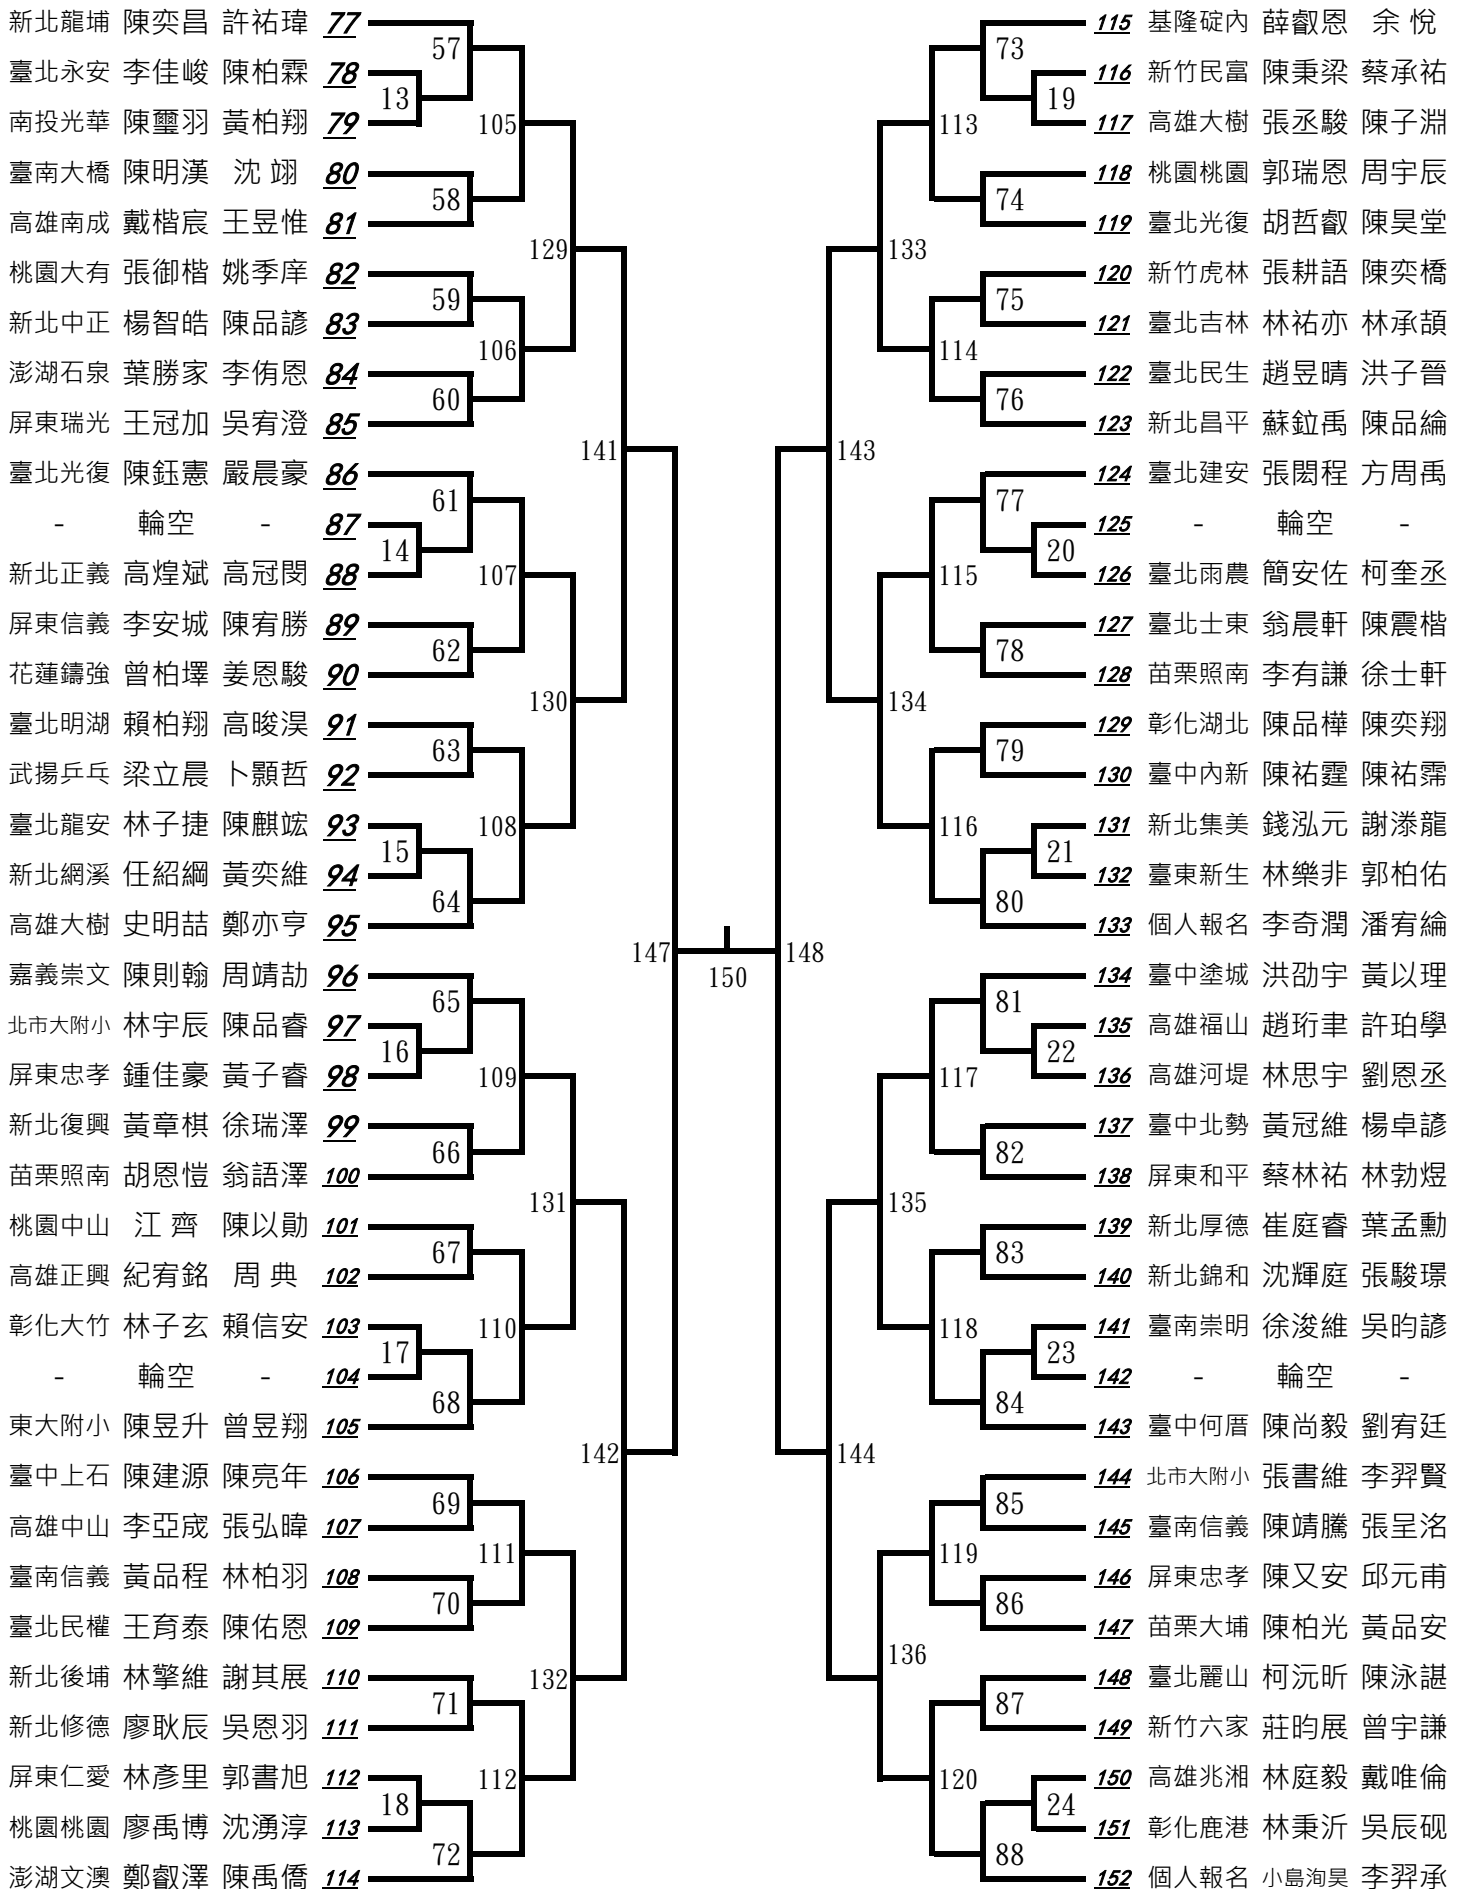 新北龍埔 陳奕昌 許祐瑋 77
57
臺北永安 李佳峻 陳柏霖 78
13
南投光華 陳璽羽 黃柏翔 79
105
臺南大橋 陳明漢 沈 翊 80
58
高雄南成 戴楷宸 王昱惟 81
129
桃園大有 張御楷 姚季庠 82
59
新北中正 楊智皓 陳品諺 83
106
澎湖石泉 葉勝家 李侑恩 84
60
屏東瑞光 王冠加 吳宥澄 85
141
臺北光復 陳鈺憲 嚴晨豪 86
61
- 輪空 - 87
14
新北正義 高煌斌 高冠閔 88
107
屏東信義 李安城 陳宥勝 89
62
花蓮鑄強 曾柏墿 姜恩駿 90
130
臺北明湖 賴柏翔 高晙淏 91
63
武揚乒乓 梁立晨 卜顥哲 92
臺北龍安 林子捷 陳麒竑 93
108
15
新北網溪 任紹綱 黃奕維 94
64
高雄大樹 史明喆 鄭亦亨 95
147
150
嘉義崇文 陳則翰 周靖劼 96
65
北市大附小 林宇辰 陳品睿 97
16
屏東忠孝 鍾佳豪 黃子睿 98
109
新北復興 黃章棋 徐瑞澤 99
66
苗栗照南 胡恩愷 翁語澤 100
131
桃園中山 江 齊 陳以勛 101
67
高雄正興 紀宥銘 周 典 102
彰化大竹 林子玄 賴信安 103
110
17
- 輪空 - 104
68
東大附小 陳昱升 曾昱翔 105
142
臺中上石 陳建源 陳亮年 106
69
高雄中山 李亞宬 張弘暐 107
111
臺南信義 黃品程 林柏羽 108
70
臺北民權 王育泰 陳佑恩 109
新北後埔 林擎維 謝其展 110
132
71
新北修德 廖耿辰 吳恩羽 111
屏東仁愛 林彥里 郭書旭 112
112
18
桃園桃園 廖禹博 沈湧淳 113
72
澎湖文澳 鄭叡澤 陳禹僑 114
115 基隆碇內 薛叡恩 余 悅
73
116 新竹民富 陳秉梁 蔡承祐
19
117 高雄大樹 張丞駿 陳子淵
113
118 桃園桃園 郭瑞恩 周宇辰
74
119 臺北光復 胡哲叡 陳昊堂
133
120 新竹虎林 張耕語 陳奕橋
75
121 臺北吉林 林祐亦 林承頡
114
122 臺北民生 趙昱晴 洪子晉
76
123 新北昌平 蘇鉝禹 陳品綸
143
124 臺北建安 張閎程 方周禹
77
125 - 輪空 -
20
126 臺北雨農 簡安佐 柯奎丞
115
127 臺北士東 翁晨軒 陳震楷
78
128 苗栗照南 李有謙 徐士軒
134
129 彰化湖北 陳品樺 陳奕翔
79
130 臺中內新 陳祐霆 陳祐霈
131 新北集美 錢泓元 謝漛龍
116
21
132 臺東新生 林樂非 郭柏佑
80
133 個人報名 李奇潤 潘宥綸
148
134 臺中塗城 洪劭宇 黃以理
81
135 高雄福山 趙珩聿 許珀學
22
136 高雄河堤 林思宇 劉恩丞
117
137 臺中北勢 黃冠維 楊卓諺
82
138 屏東和平 蔡林祐 林勃煜
135
139 新北厚德 崔庭睿 葉孟勳
83
140 新北錦和 沈輝庭 張駿璟
141 臺南崇明 徐浚維 吳昀諺
118
23
142 - 輪空 -
84
143 臺中何厝 陳尚毅 劉宥廷
144
144 北市大附小 張書維 李羿賢
85
145 臺南信義 陳靖騰 張呈洺
119
146 屏東忠孝 陳又安 邱元甫
86
147 苗栗大埔 陳柏光 黃品安
136
148 臺北麗山 柯沅昕 陳泳諶
87
149 新竹六家 莊昀展 曾宇謙
150 高雄兆湘 林庭毅 戴唯倫
120
24
151 彰化鹿港 林秉沂 吳辰砚
88
152 個人報名 小島洵昊 李羿承